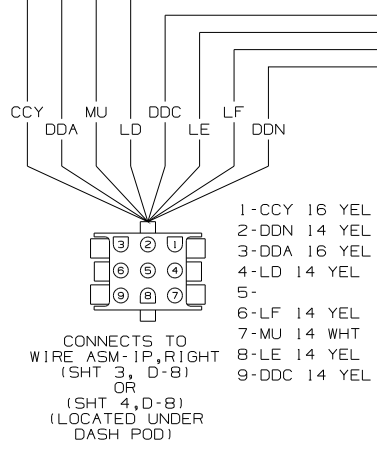 CCY MU DDC LF
DDA LD LE DDN
3 2 1
6 5 4
9 8 7
1-CCY 16 YEL
2-DDN 14 YEL
3-DDA 16 YEL
4-LD 14 YEL
5-
6-LF 14 YEL
7-MU 14 WHT
8-LE 14 YEL
9-DDC 14 YEL
CONNECTS TO
WIRE ASM-IP,RIGHT
(SHT 3, D-8)
OR
(SHT 4,D-8)
(LOCATED UNDER
DASH POD)